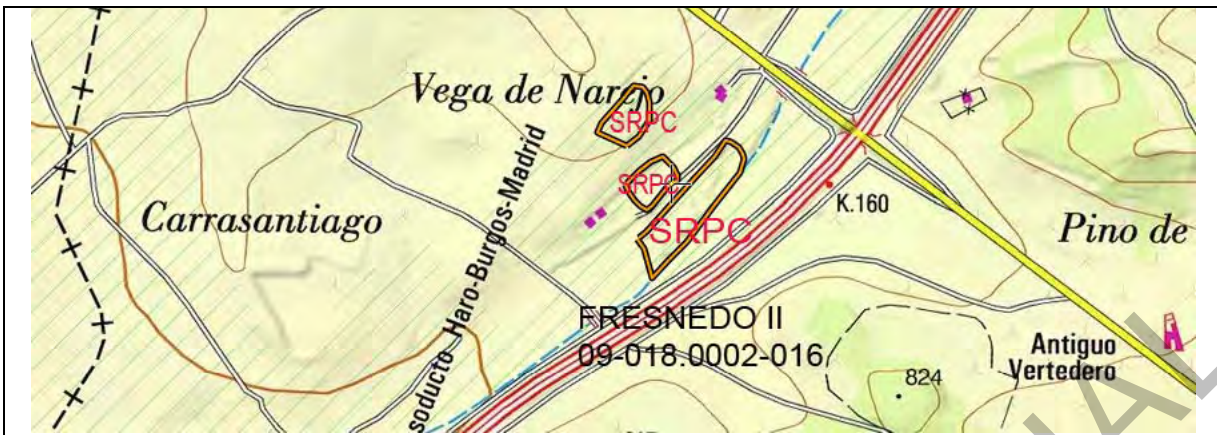 Vega de Narejo
SRPC
SRPC
SRPC
Carrasantiago
K.160
Pino de
soducto Haro-Burgos-Madrid
FRESNEDO II
09-018.0002-016
824
Antiguo
Vertedero